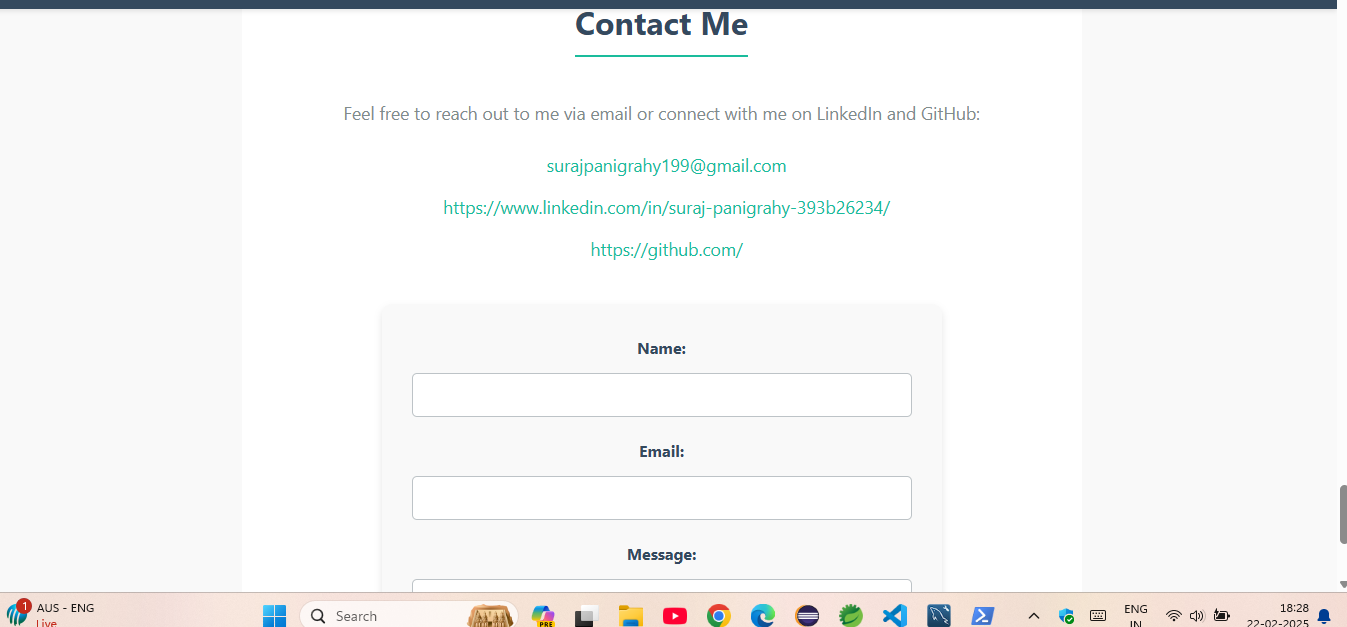 Contact Me
Feel free to reach out to me via email or connect with me on LinkedIn and GitHub:
surajpanigrahy199@gmail.com
https://www.linkedin.com/in/suraj-panigrahy-393b26234/
https://github.com/
Name:
Email:
Message:
1
AUS - ENG
Live
Search
PRE
ENG
IN
18:28
22-02-2025